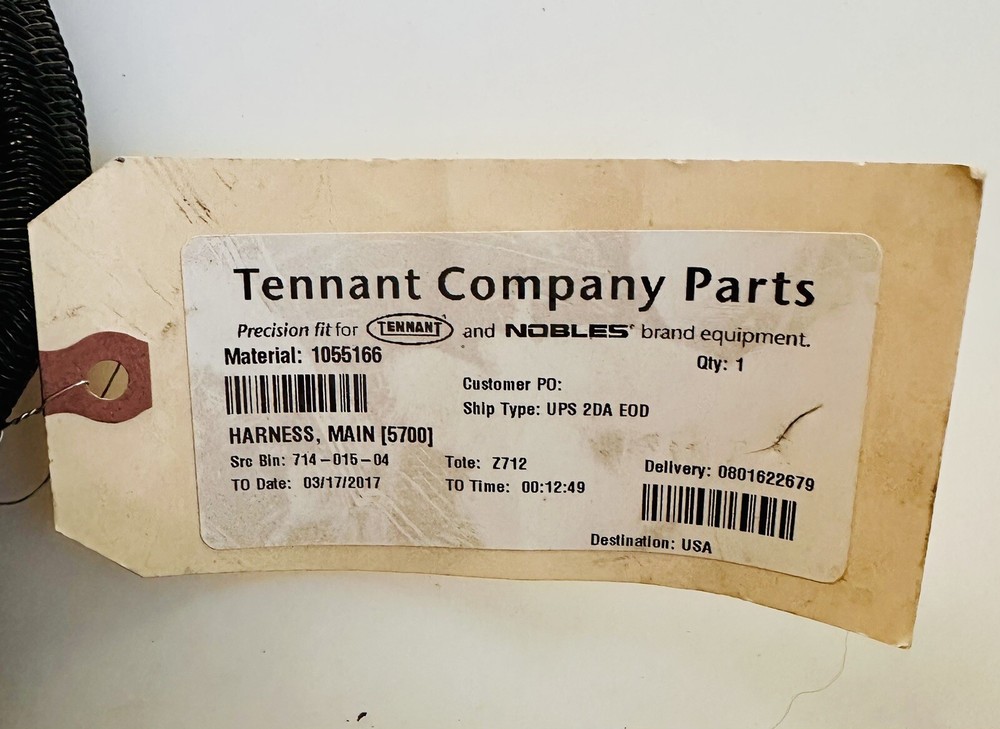 Tennant Company Parts
Precision fit for TENNANT and NOBLES® brand equipment.
Material: 1055166
Qty: 1
Customer PO:
Ship Type: UPS 2DA EOD
HARNESS, MAIN [5700]
Src Bin: 714-015-04
Tote: Z712
Delivery: 0801622679
TO Date: 03/17/2017
TO Time: 00:12:49
Destination: USA